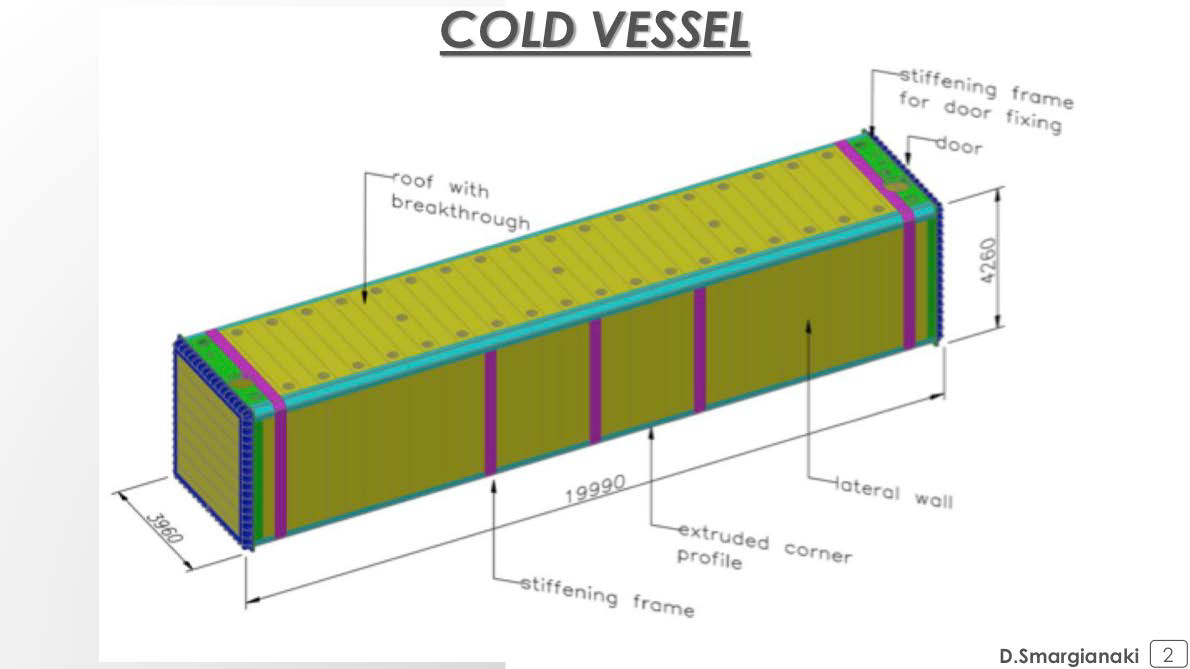 COLD VESSEL
stiffening frame
for door fixing
door
roof with
breakthrough
4260
19990
3960
lateral wall
extruded corner
profile
stiffening frame
D.Smargianaki 2